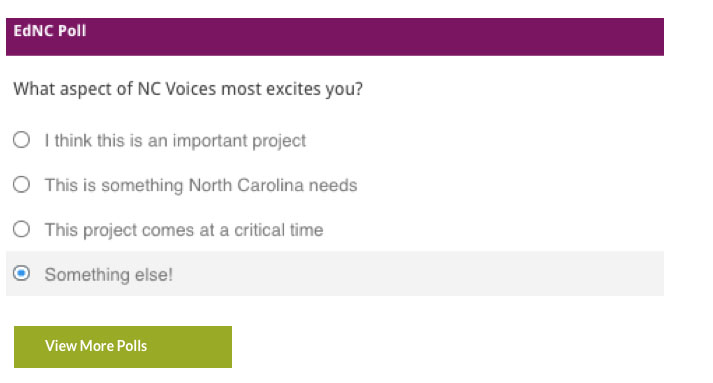 EdNC Poll
What aspect of NC Voices most excites you?
I think this is an important project
This is something North Carolina needs
This project comes at a critical time
Something else!
View More Polls